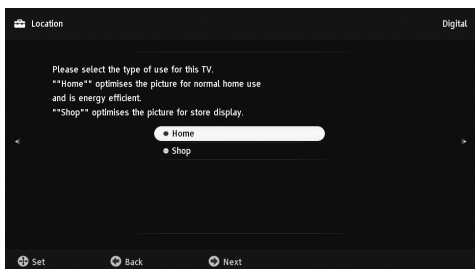 Location
Digital
Please select the type of use for this TV.
""Home"" optimises the picture for normal home use
and is energy efficient.
""Shop"" optimises the picture for store display.
Home
Shop
Set Back Next